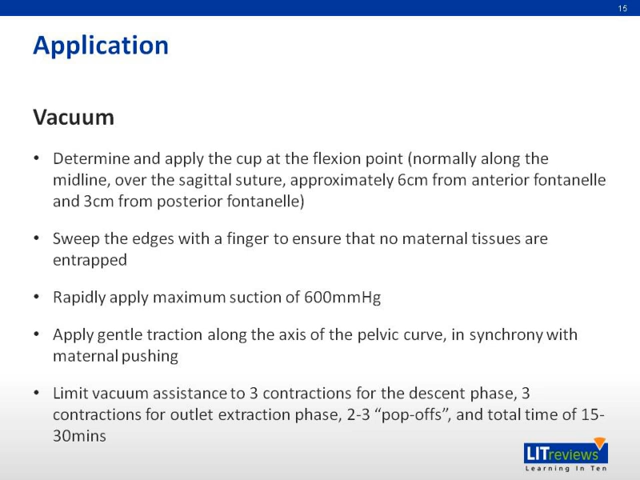 15
Application
Vacuum
• Determine and apply the cup at the flexion point (normally along the
midline, over the sagittal suture, approximately 6cm from anterior fontanelle
and 3cm from posterior fontanelle)
• Sweep the edges with a finger to ensure that no maternal tissues are
entrapped
• Rapidly apply maximum suction of 600mmHg
• Apply gentle traction along the axis of the pelvic curve, in synchrony with
maternal pushing
• Limit vacuum assistance to 3 contractions for the descent phase, 3
contractions for outlet extraction phase, 2-3 “pop-offs”, and total time of 15-
30mins
LITreviews
Learning In Ten